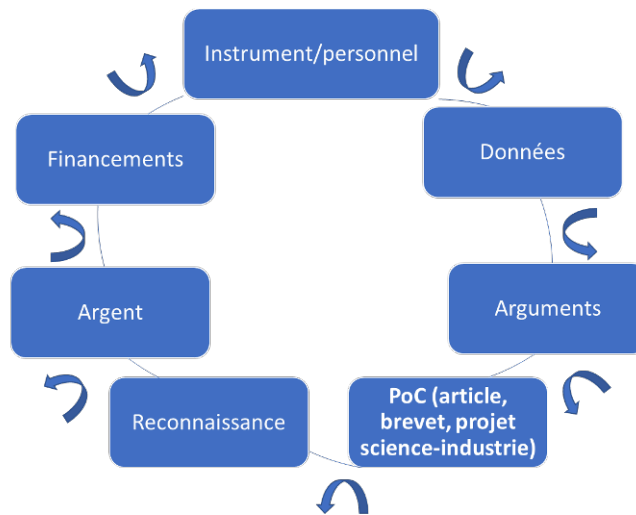 Instrument/personnel
Données
Arguments
PoC (article,
brevet, projet
science-industrie)
Reconnaissance
Argent
Financements